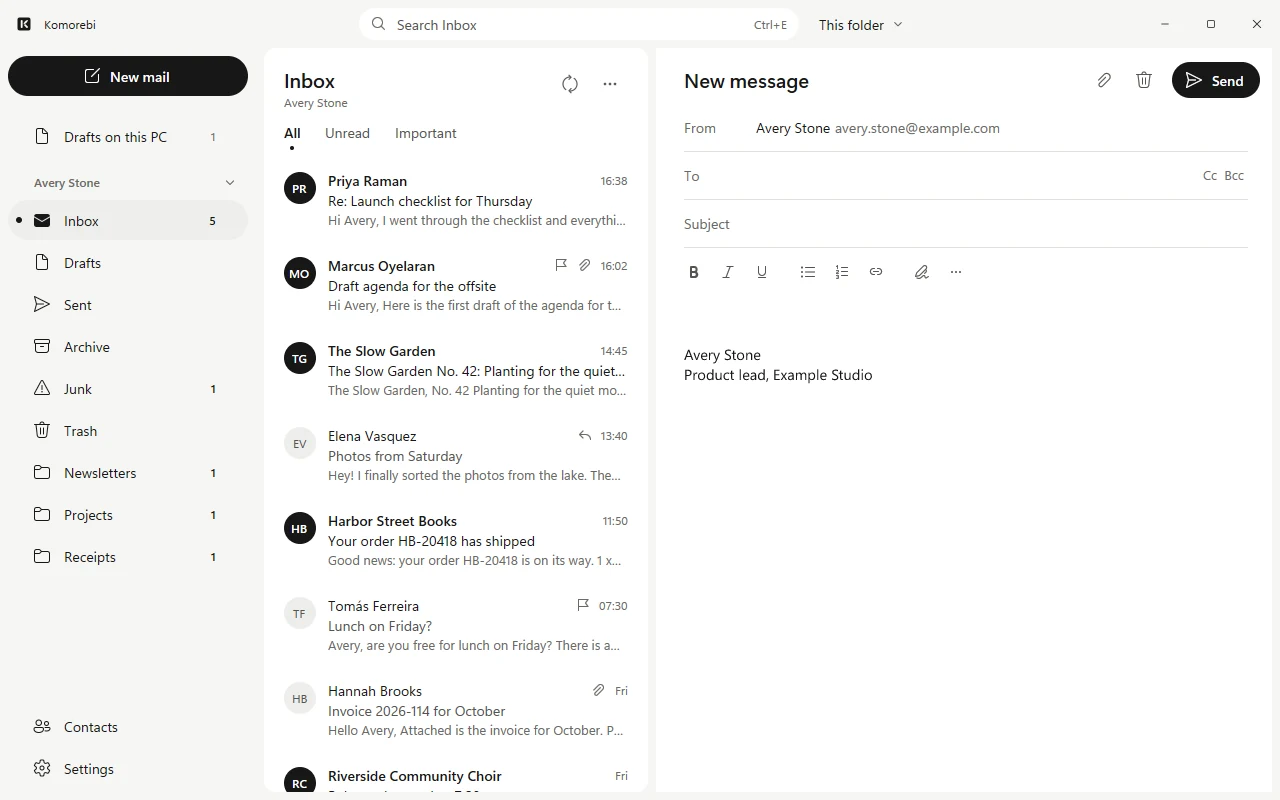 Komorebi
Search Inbox
Ctrl+E
This folder
New mail
Drafts on this PC
1
Avery Stone
Inbox
5
Drafts
Sent
Archive
Junk
1
Trash
Newsletters
1
Projects
1
Receipts
1
Contacts
Settings
Inbox
Avery Stone
All
Unread
Important
PR
Priya Raman
16:38
Re: Launch checklist for Thursday
Hi Avery, I went through the checklist and everythi...
MO
Marcus Oyelaran
16:02
Draft agenda for the offsite
Hi Avery, Here is the first draft of the agenda for t...
TG
The Slow Garden
14:45
The Slow Garden No. 42: Planting for the quiet...
The Slow Garden, No. 42 Planting for the quiet mo...
EV
Elena Vasquez
13:40
Photos from Saturday
Hey! I finally sorted the photos from the lake. The...
HB
Harbor Street Books
11:50
Your order HB-20418 has shipped
Good news: your order HB-20418 is on its way. 1 x...
TF
Tomás Ferreira
07:30
Lunch on Friday?
Avery, are you free for lunch on Friday? There is a...
HB
Hannah Brooks
Fri
Invoice 2026-114 for October
Hello Avery, Attached is the invoice for October. P...
RC
Riverside Community Choir
Fri
New message
Send
From
Avery Stone avery.stone@example.com
To
Cc Bcc
Subject
B I U
Avery Stone
Product lead, Example Studio